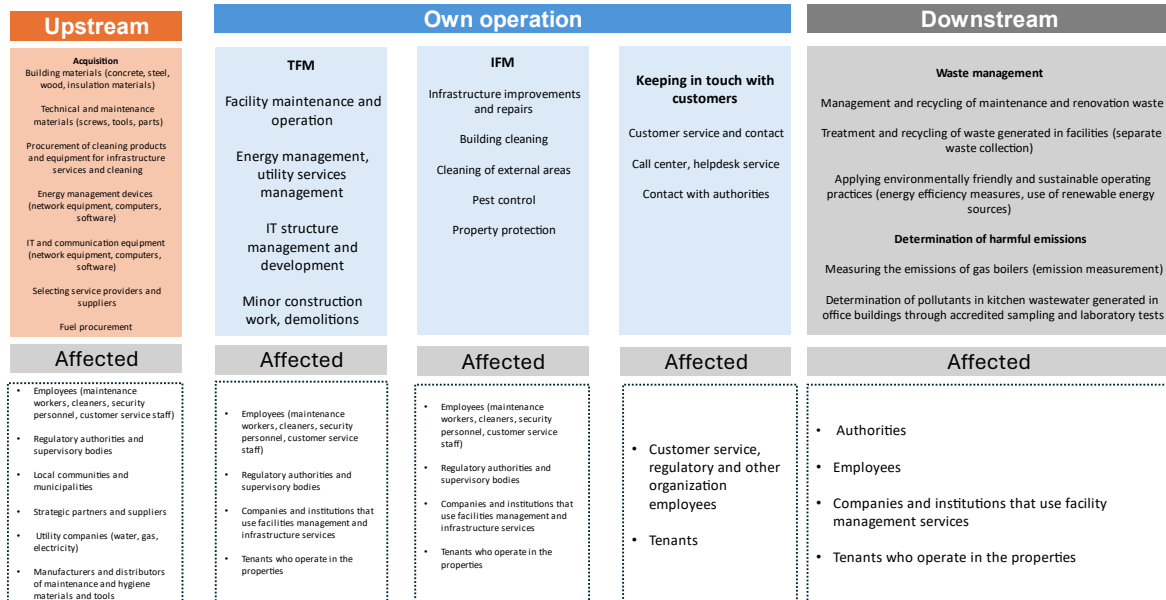 Upstream
Acquisition
Building materials (concrete, steel,
wood, insulation materials)
Technical and maintenance
materials (screws, tools, parts)
Procurement of cleaning products
and equipment for infrastructure
services and cleaning
Energy management devices
(network equipment, computers,
software)
IT and communication equipment
(network equipment, computers,
software)
Selecting service providers and
suppliers
Fuel procurement
Affected
• Employees (maintenance
workers, cleaners, security
personnel, customer service staff)
• Regulatory authorities and
supervisory bodies
• Local communities and
municipalities
• Strategic partners and suppliers
• Utility companies (water, gas,
electricity)
• Manufacturers and distributors
of maintenance and hygiene
materials and tools
Own operation
TFM
Facility maintenance and
operation
Energy management,
utility services
management
IT structure
management and
development
Minor construction
work, demolitions
Affected
• Employees (maintenance
workers, cleaners, security
personnel, customer service
staff)
• Regulatory authorities and
supervisory bodies
• Companies and institutions that
use facilities management and
infrastructure services
• Tenants who operate in the
properties
IFM
Infrastructure improvements
and repairs
Building cleaning
Cleaning of external areas
Pest control
Property protection
Affected
• Employees (maintenance
workers, cleaners, security
personnel, customer service
staff)
• Regulatory authorities and
supervisory bodies
• Companies and institutions that
use facilities management and
infrastructure services
• Tenants who operate in the
properties
Keeping in touch with
customers
Customer service and contact
Call center, helpdesk service
Contact with authorities
Affected
• Customer service,
regulatory and other
organization
employees
• Tenants
Downstream
Waste management
Management and recycling of maintenance and renovation waste
Treatment and recycling of waste generated in facilities (separate
waste collection)
Applying environmentally friendly and sustainable operating
practices (energy efficiency measures, use of renewable energy
sources)
Determination of harmful emissions
Measuring the emissions of gas boilers (emission measurement)
Determination of pollutants in kitchen wastewater generated in
office buildings through accredited sampling and laboratory tests
Affected
• Authorities
• Employees
• Companies and institutions that use facility
management services
• Tenants who operate in the properties